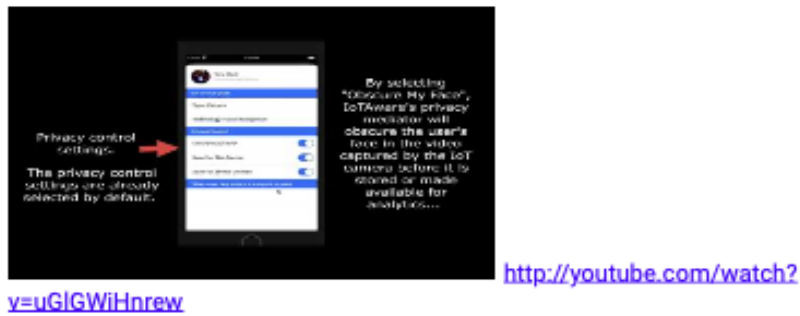 Privacy control
settings.
The privacy control
settings are already
selected by default.
By selecting
"Obscure My Face",
IoTAware's privacy
mediator will
obscure the user's
face in the video
captured by the IoT
camera before it is
stored or made
available for
analytics...
http://youtube.com/watch?
v=uGlGWiHnrew